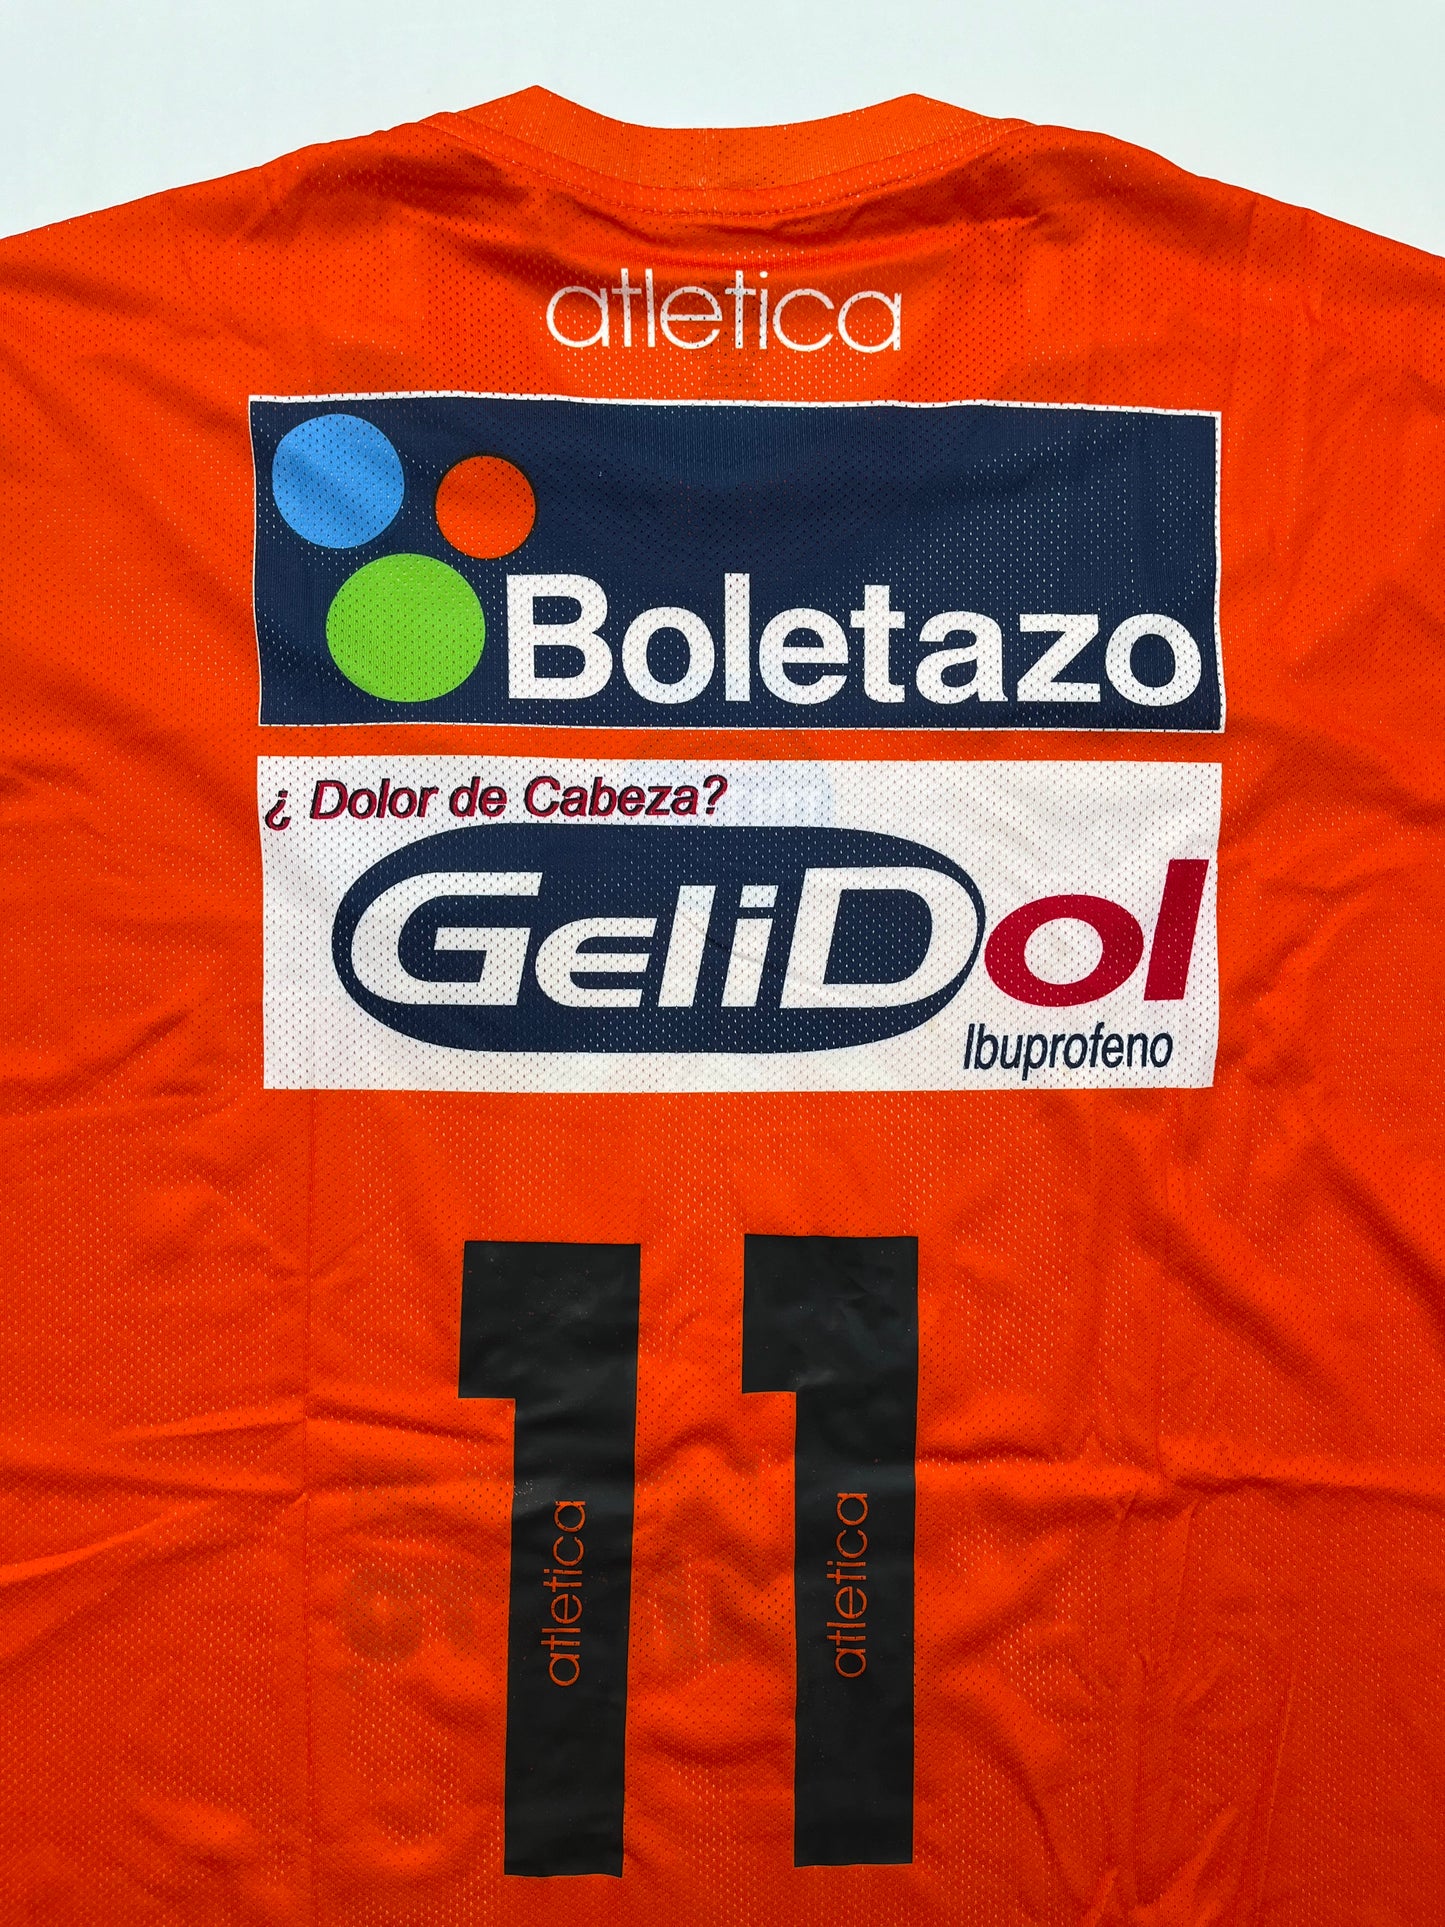 atletica
Boletazo
¿ Dolor de Cabeza?
GeliDol
Ibuprofeno
11
atletica
atletica